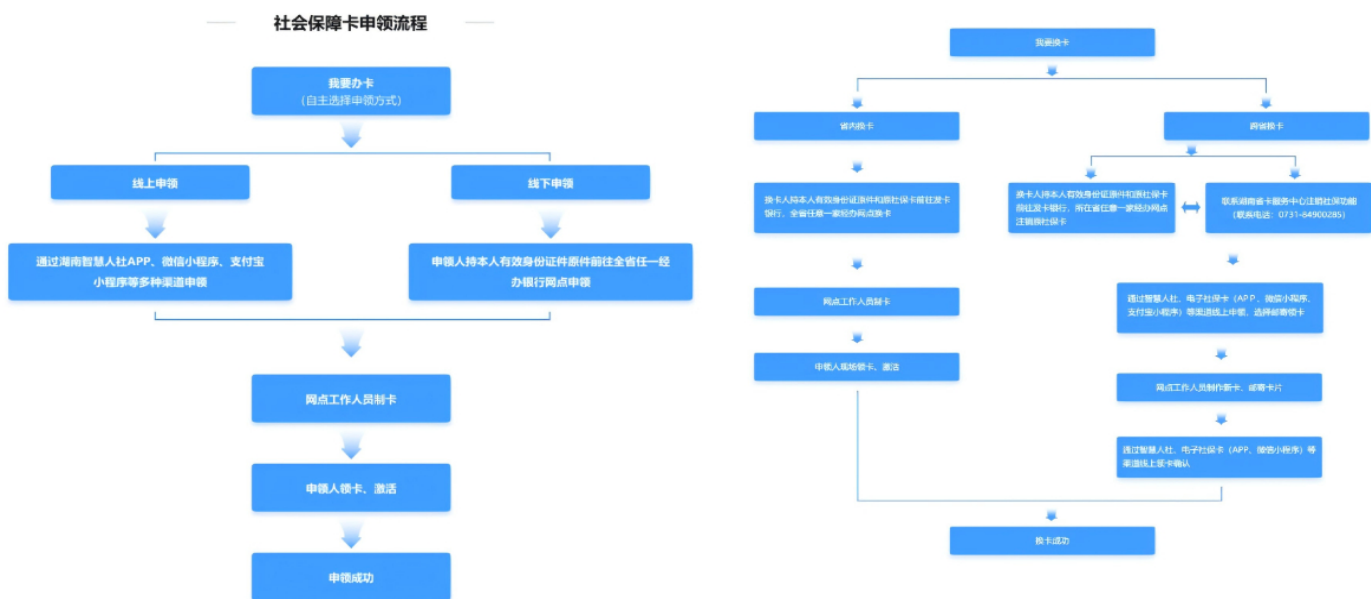 社会保障卡申领流程
我要办卡
（自主选择申领方式）
线上申领
线下申领
通过湖南智慧人社APP、微信小程序、支付宝
小程序等多种渠道申领
申领人持本人有效身份证件原件前往全省任一经
办银行网点申领
网点工作人员制卡
申领人领卡、激活
申领成功
我要换卡
省内换卡
跨省换卡
换卡人持本人有效身份证原件和原社保卡前往发卡
银行，全省任意一家经办网点换卡
换卡人持本人有效身份证原件和原社保卡
前往发卡银行，所在省任意一家经办网点
注销原社保卡
联系湖南省卡服务中心注销社保功能
（联系电话：0731-84900285）
网点工作人员制卡
通过智慧人社、电子社保卡（APP、微信小程序、
支付宝小程序）等渠道线上申领，选择邮寄领卡
申领人现场领卡、激活
网点工作人员制作新卡、邮寄卡片
通过智慧人社、电子社保卡（APP、微信小程序）等
渠道线上领卡确认
换卡成功